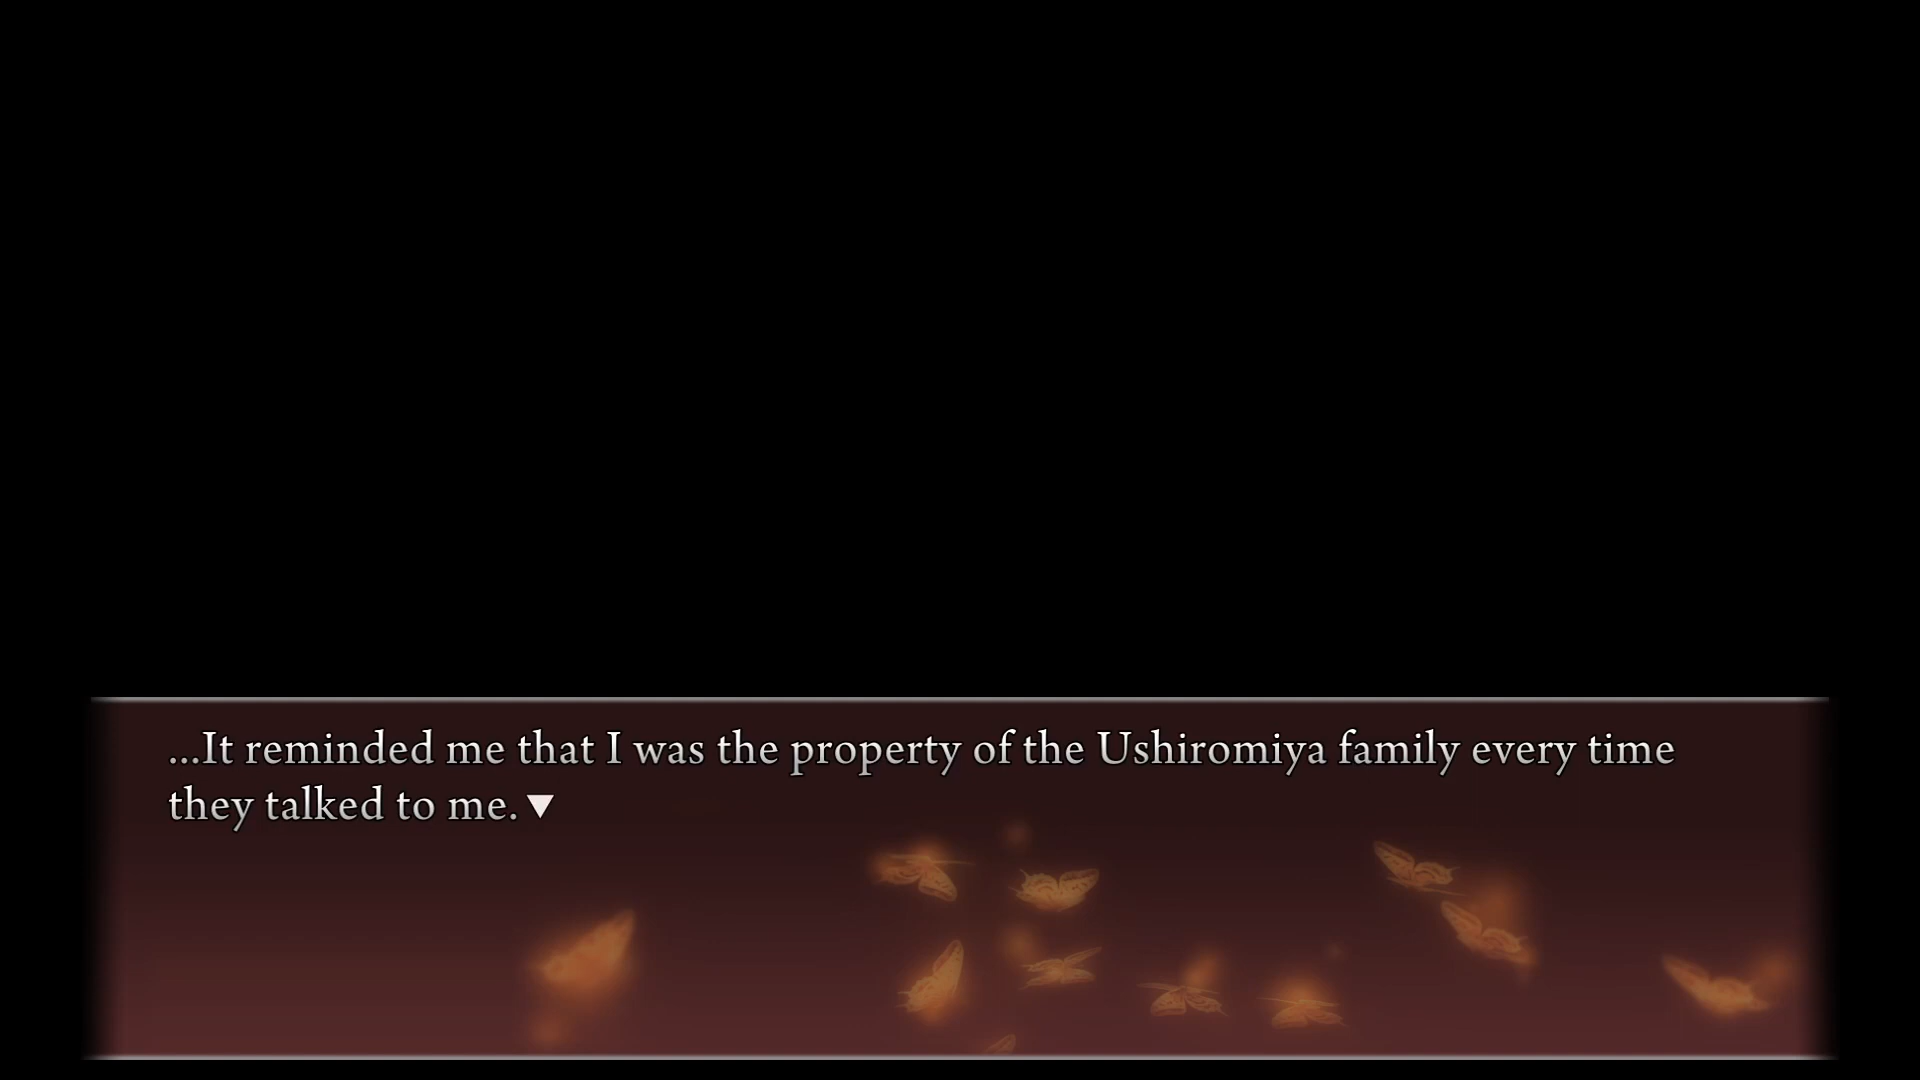 ...It reminded me that I was the property of the Ushiromiya family every time
they talked to me.